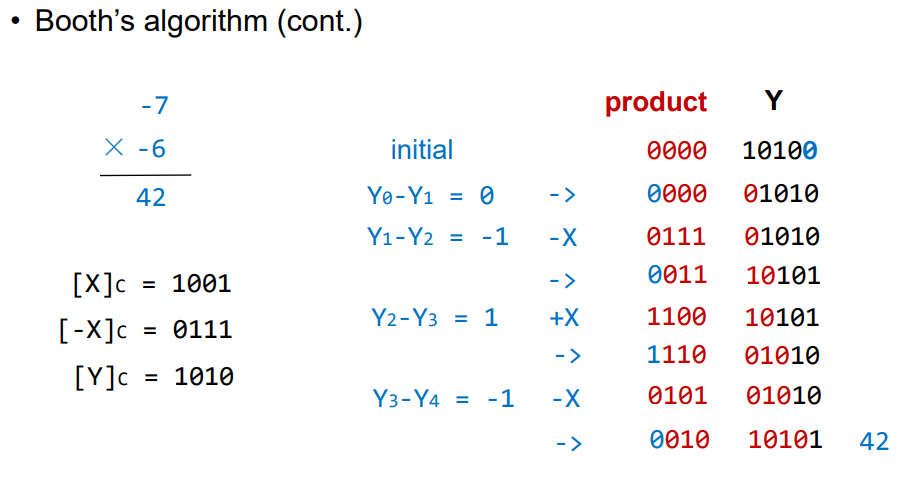 • Booth's algorithm (cont.)
product Y
-7
× -6
initial 0000 10100
42
Y0-Y1 = 0 -> 0000 01010
Y1-Y2 = -1 -X 0111 01010
[X]C = 1001
-> 0011 10101
[-X]C = 0111
Y2-Y3 = 1 +X 1100 10101
-> 1110 01010
[Y]C = 1010
Y3-Y4 = -1 -X 0101 01010
-> 0010 10101 42